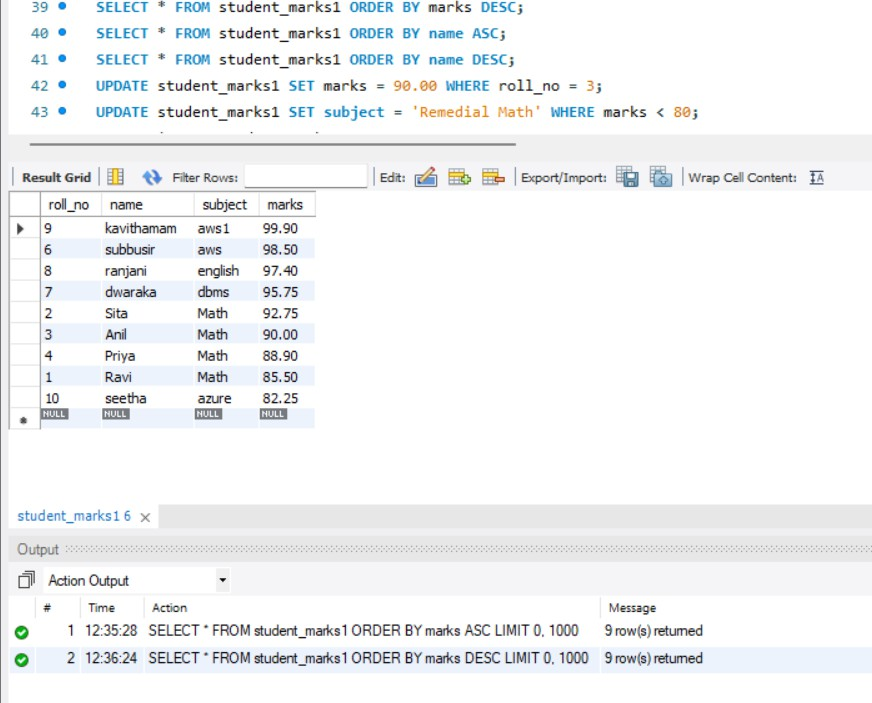 39 SELECT * FROM student_marks1 ORDER BY marks DESC;
40 SELECT * FROM student_marks1 ORDER BY name ASC;
41 SELECT * FROM student_marks1 ORDER BY name DESC;
42 UPDATE student_marks1 SET marks = 90.00 WHERE roll_no = 3;
43 UPDATE student_marks1 SET subject = 'Remedial Math' WHERE marks < 80;
Result Grid Filter Rows: Edit: Export/Import: Wrap Cell Content: IA
roll_no name subject marks
9 kavithamam aws1 99.90
6 subbusir aws 98.50
8 ranjani english 97.40
7 dwaraka dbms 95.75
2 Sita Math 92.75
3 Anil Math 90.00
4 Priya Math 88.90
1 Ravi Math 85.50
10 seetha azure 82.25
NULL NULL NULL NULL
student_marks1 6
Output
Action Output
# Time Action Message
1 12:35:28 SELECT * FROM student_marks1 ORDER BY marks ASC LIMIT 0, 1000 9 row(s) returned
2 12:36:24 SELECT * FROM student_marks1 ORDER BY marks DESC LIMIT 0, 1000 9 row(s) returned